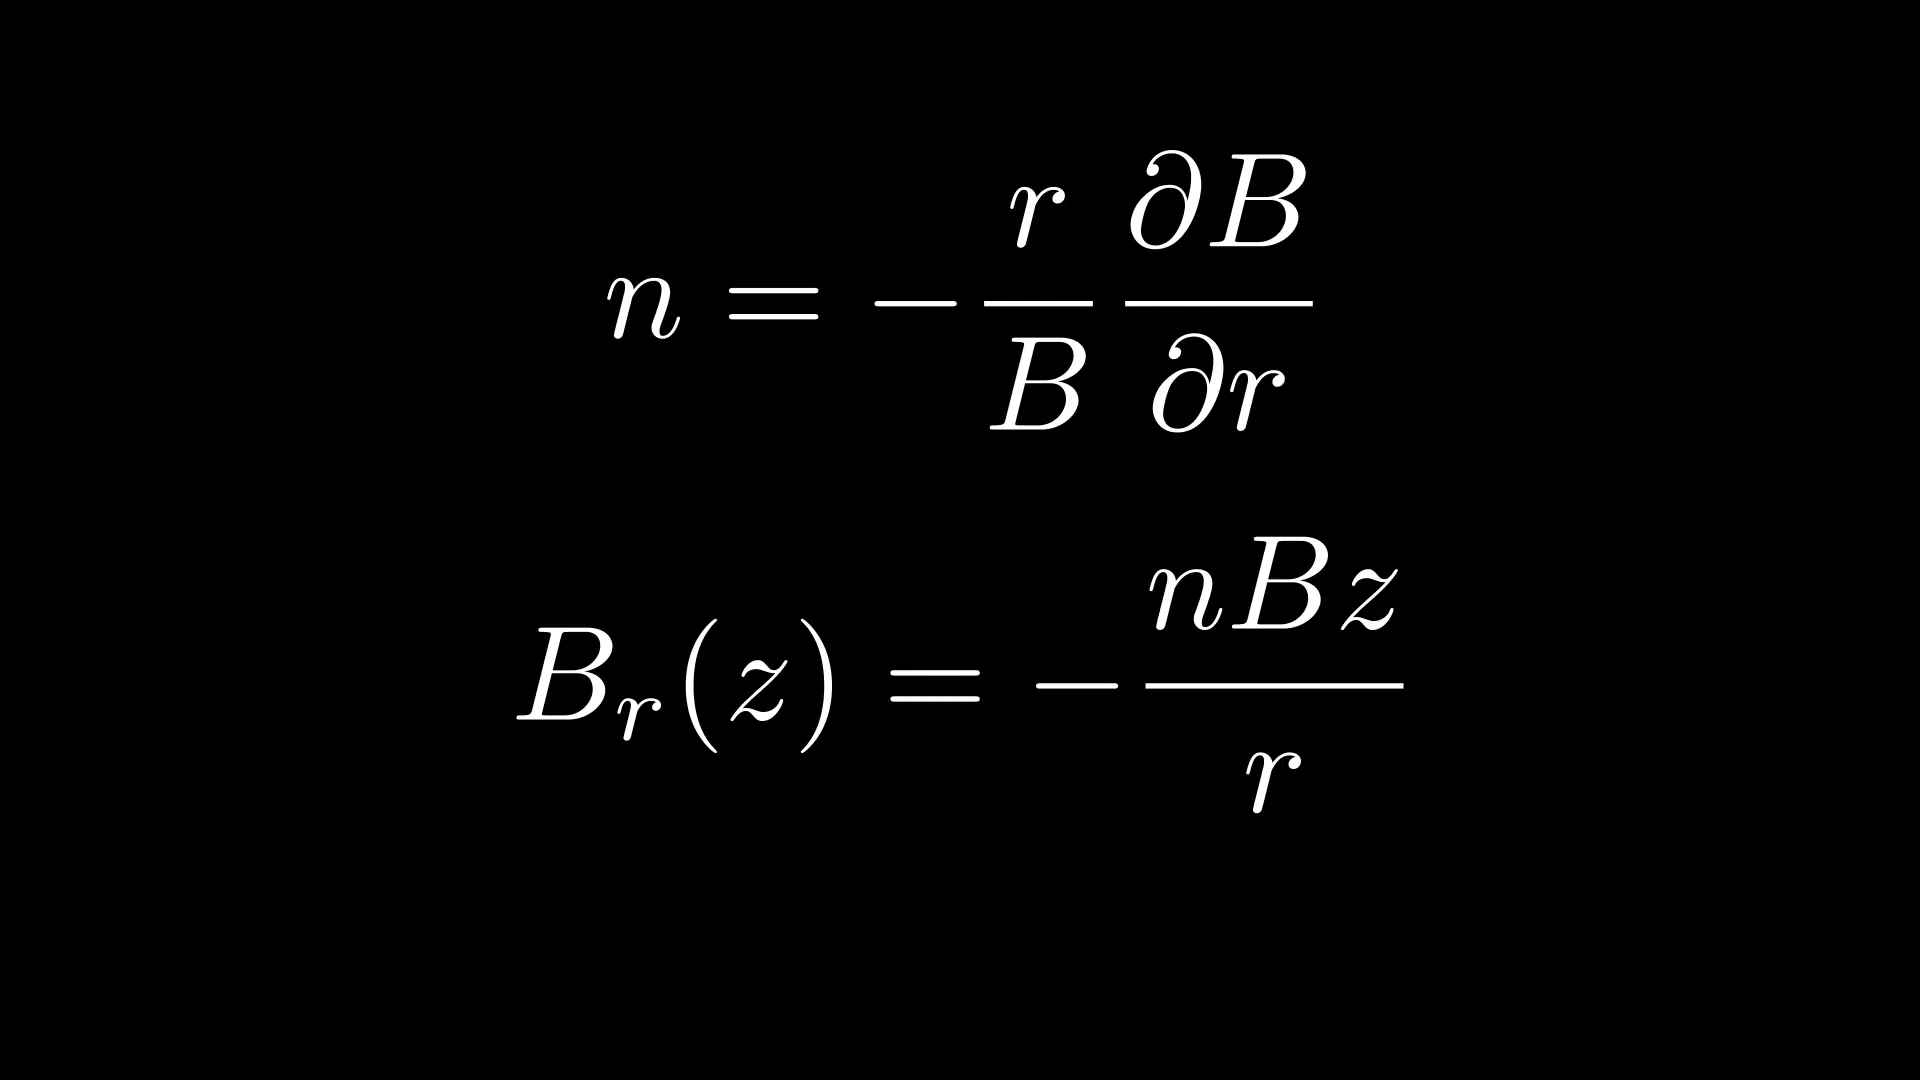 n = -\frac{r}{B}\frac{\partial B}{\partial r}
B_r(z) = -\frac{nBz}{r}